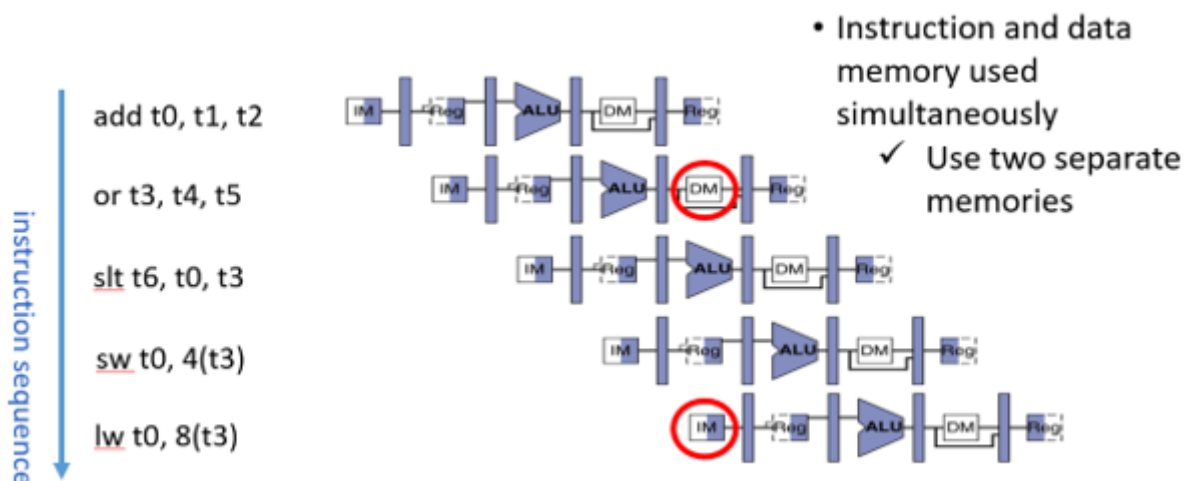 • Instruction and data
memory used
simultaneously
✓ Use two separate
memories
instruction sequence
add t0, t1, t2
IM Reg ALU DM Reg
or t3, t4, t5
IM Reg ALU DM Reg
slt t6, t0, t3
IM Reg ALU DM Reg
sw t0, 4(t3)
IM Reg ALU DM Reg
lw t0, 8(t3)
IM Reg ALU DM Reg